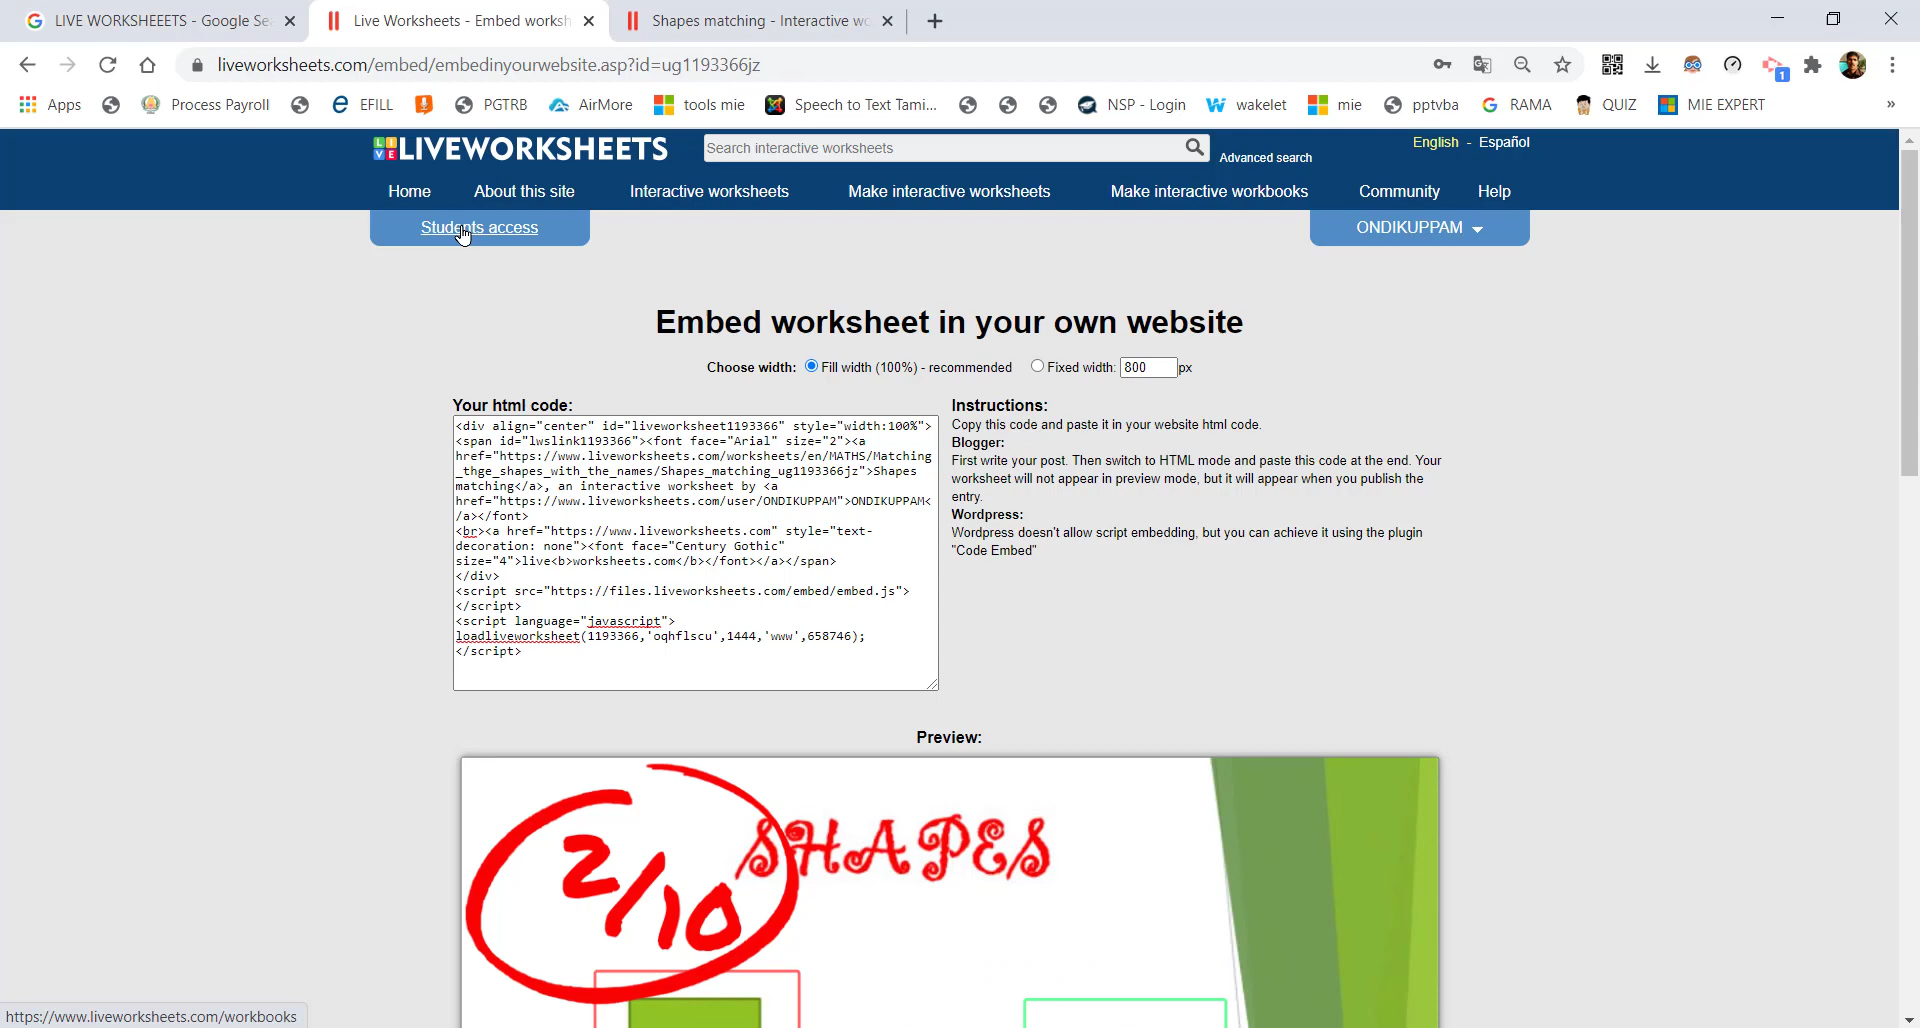 LIVE WORKSHEEETS - Google Se
Live Worksheets - Embed worksh
Shapes matching - Interactive wo
liveworksheets.com/embed/embedinyourwebsite.asp?id=ug1193366jz
1
Apps
Process Payroll
EFILL
PGTRB
AirMore
tools mie
Speech to Text Tami...
NSP - Login
wakelet
mie
pptvba
RAMA
QUIZ
MIE EXPERT
»
LIVEWORKSHEETS
Search interactive worksheets
Advanced search
English - Español
Home
About this site
Interactive worksheets
Make interactive worksheets
Make interactive workbooks
Community
Help
Students access
ONDIKUPPAM
Embed worksheet in your own website
Choose width: Fill width (100%) - recommended Fixed width: 800 px
Your html code:
<div align="center" id="liveworksheet1193366" style="width:100%">
<span id="lwslink1193366"><font face="Arial" size="2"><a
href="https://www.liveworksheets.com/worksheets/en/MATHS/Matching
_thge_shapes_with_the_names/Shapes_matching_ug1193366jz">Shapes
matching</a>, an interactive worksheet by <a
href="https://www.liveworksheets.com/user/ONDIKUPPAM">ONDIKUPPAM<
/a></font>
<br><a href="https://www.liveworksheets.com" style="text-
decoration: none"><font face="Century Gothic"
size="4">live<b>worksheets.com</b></font></a></span>
</div>
<script src="https://files.liveworksheets.com/embed/embed.js">
</script>
<script language="javascript">
loadliveworksheet(1193366,'oqhflscu',1444,'www',658746);
</script>
Instructions:
Copy this code and paste it in your website html code.
Blogger:
First write your post. Then switch to HTML mode and paste this code at the end. Your
worksheet will not appear in preview mode, but it will appear when you publish the
entry.
Wordpress:
Wordpress doesn't allow script embedding, but you can achieve it using the plugin
"Code Embed"
Preview:
2/10
SHAPES
https://www.liveworksheets.com/workbooks